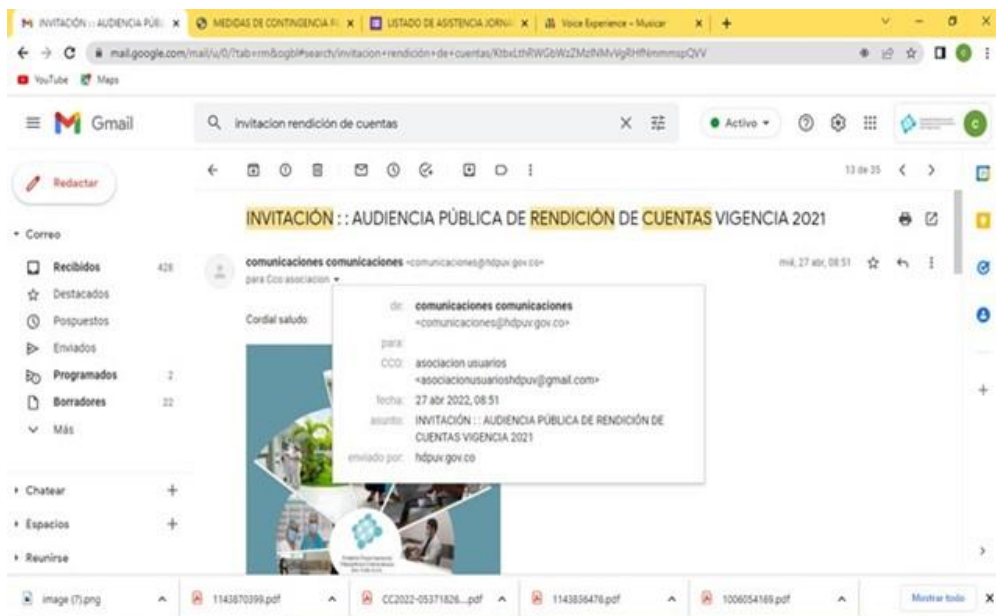 INVITACIÓN : : AUDIENCIA PÚBLI
MEDIDAS DE CONTINGENCIA
LISTADO DE ASISTENCIA JORN
Voice Experience – Musicar
mail.google.com/mail/u/0/?tab=rm&ogbl#search/invitacion+rendición+de+cuentas/
YouTube
Maps
Gmail
invitacion rendición de cuentas
Activo
Redactar
13 de 35
INVITACIÓN : : AUDIENCIA PÚBLICA DE RENDICIÓN DE CUENTAS VIGENCIA 2021
Correo
Recibidos 428
Destacados
Pospuestos
Enviados
Programados 2
Borradores 22
Más
Chatear
Espacios
Reunirse
comunicaciones comunicaciones <comunicaciones@hdpuv.gov.co>
mié, 27 abr, 08:51
para Cco asociacion
Cordial saludo:
de: comunicaciones comunicaciones
<comunicaciones@hdpuv.gov.co>
para:
CCO: asociacion usuarios
<asociacionusuarioshdpuv@gmail.com>
fecha: 27 abr 2022, 08:51
asunto: INVITACIÓN : : AUDIENCIA PÚBLICA DE RENDICIÓN DE
CUENTAS VIGENCIA 2021
enviado por: hdpuv.gov.co
image (7).png
1143870399.pdf
CC2022-05371826....pdf
1143836476.pdf
1006054169.pdf
Mostrar todo